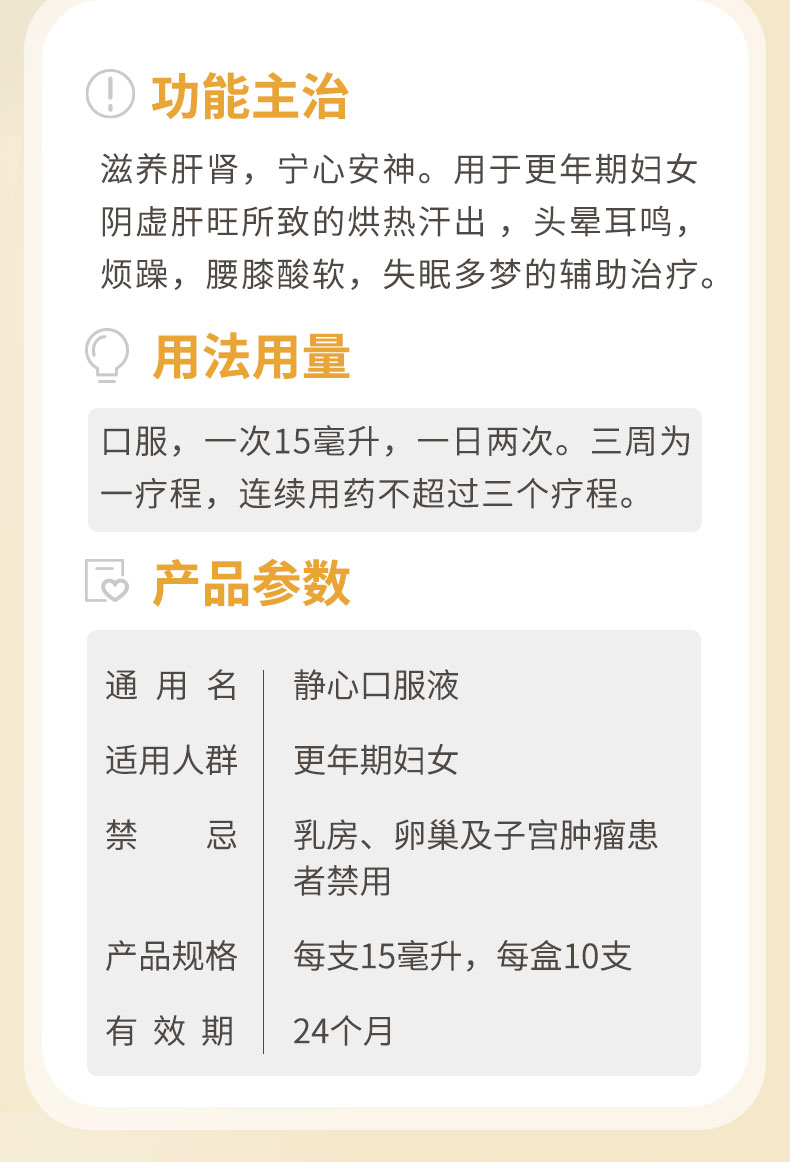 功能主治
滋养肝肾，宁心安神。用于更年期妇女
阴虚肝旺所致的烘热汗出，头晕耳鸣，
烦躁，腰膝酸软，失眠多梦的辅助治疗。
用法用量
口服，一次15毫升，一日两次。三周为
一疗程，连续用药不超过三个疗程。
产品参数
通用名 静心口服液
适用人群 更年期妇女
禁忌 乳房、卵巢及子宫肿瘤患
者禁用
产品规格 每支15毫升，每盒10支
有效期 24个月